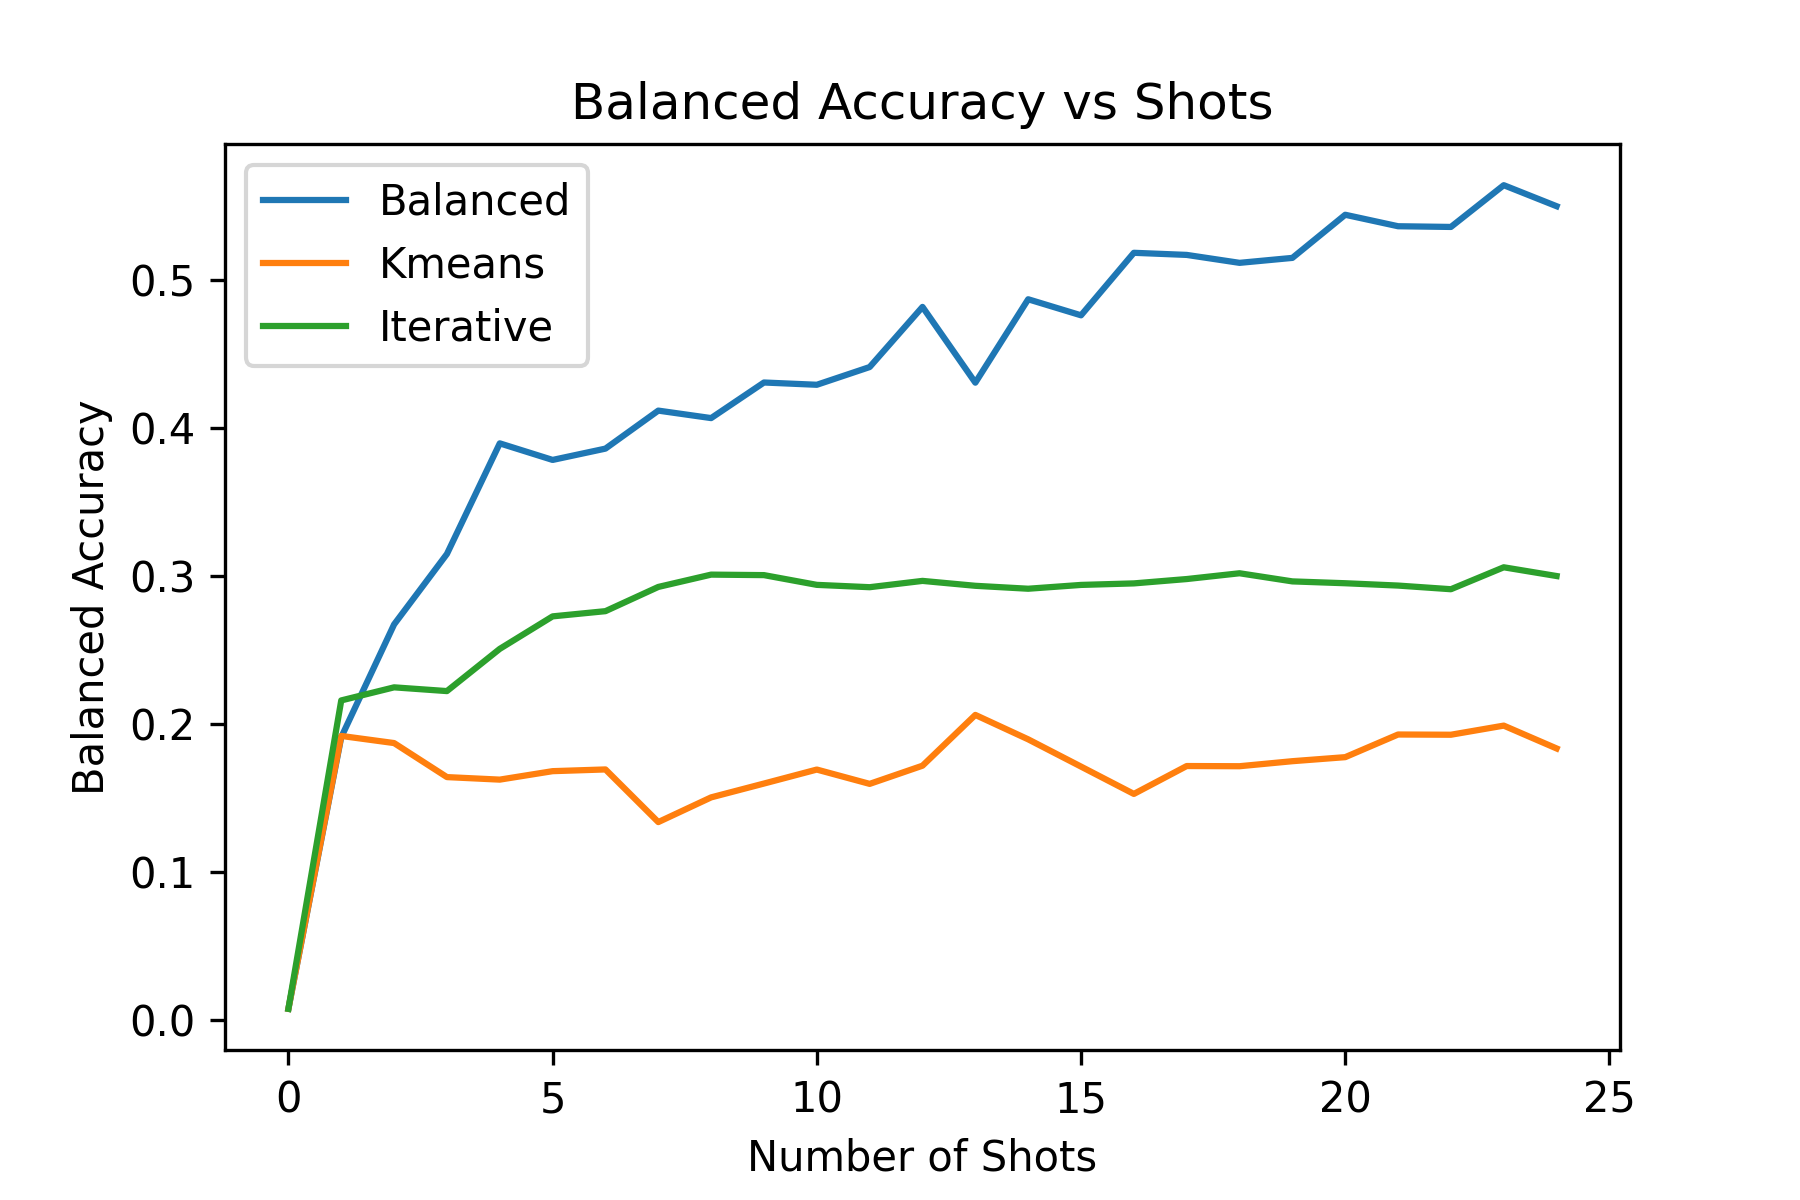 Balanced Accuracy vs Shots
Balanced
Kmeans
Iterative
Balanced Accuracy
0.5
0.4
0.3
0.2
0.1
0.0
0 5 10 15 20 25
Number of Shots